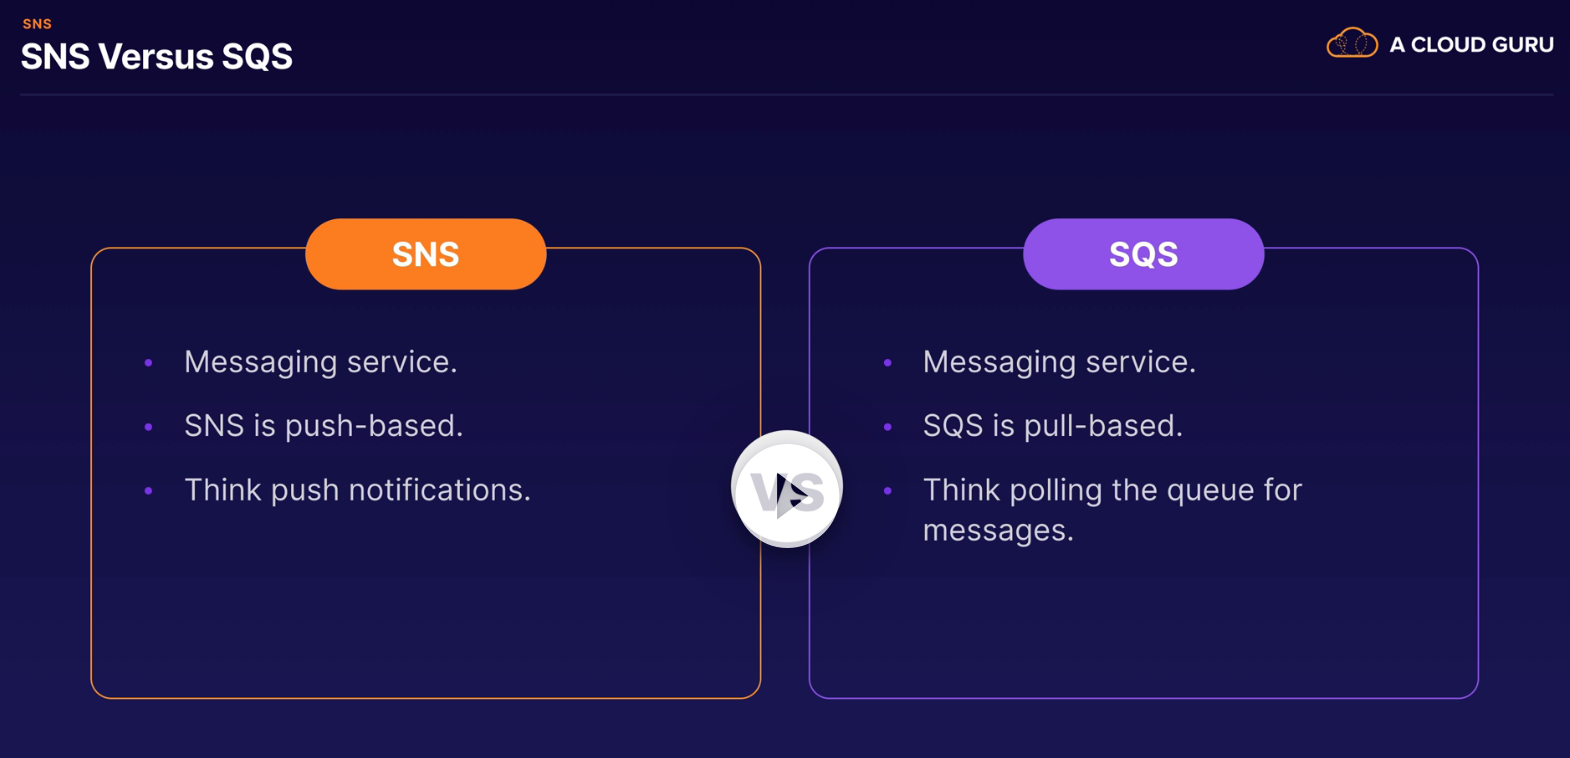 SNS
SNS Versus SQS
A CLOUD GURU
SNS
Messaging service.
SNS is push-based.
Think push notifications.
VS
SQS
Messaging service.
SQS is pull-based.
Think polling the queue for
messages.